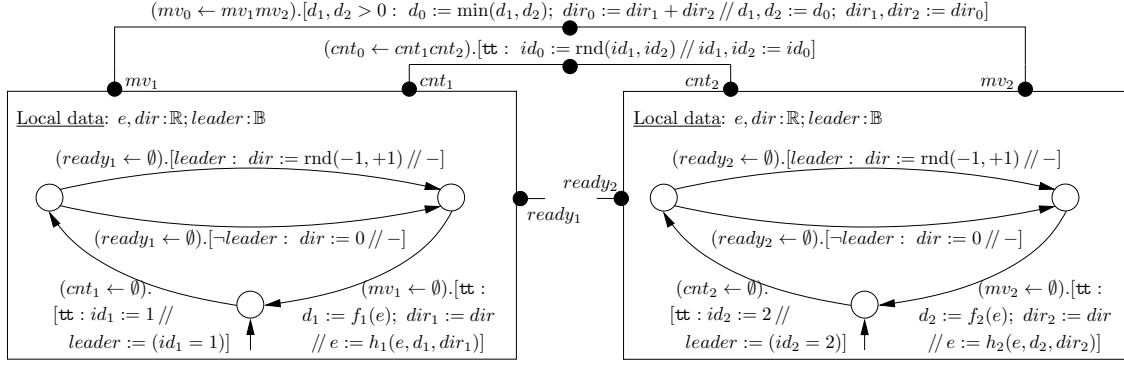 (mv₀ ← mv₁mv₂).[d₁, d₂ > 0 : d₀ := min(d₁, d₂); dir₀ := dir₁ + dir₂ // d₁, d₂ := d₀; dir₁, dir₂ := dir₀]
(cnt₀ ← cnt₁cnt₂).[tt : id₀ := rnd(id₁, id₂) // id₁, id₂ := id₀]
mv₁
cnt₁
cnt₂
mv₂
Local data: e, dir : ℝ; leader : 𝔹
(ready₁ ← ∅).[leader : dir := rnd(−1, +1) // −]
(ready₁ ← ∅).[¬leader : dir := 0 // −]
(cnt₁ ← ∅).
[tt : id₁ := 1 //
leader := (id₁ = 1)]
(mv₁ ← ∅).[tt :
d₁ := f₁(e); dir₁ := dir
// e := h₁(e, d₁, dir₁)]
ready₂
ready₁
Local data: e, dir : ℝ; leader : 𝔹
(ready₂ ← ∅).[leader : dir := rnd(−1, +1) // −]
(ready₂ ← ∅).[¬leader : dir := 0 // −]
(cnt₂ ← ∅).
[tt : id₂ := 2 //
leader := (id₂ = 2)]
(mv₂ ← ∅).[tt :
d₂ := f₂(e); dir₂ := dir
// e := h₂(e, d₂, dir₂)]